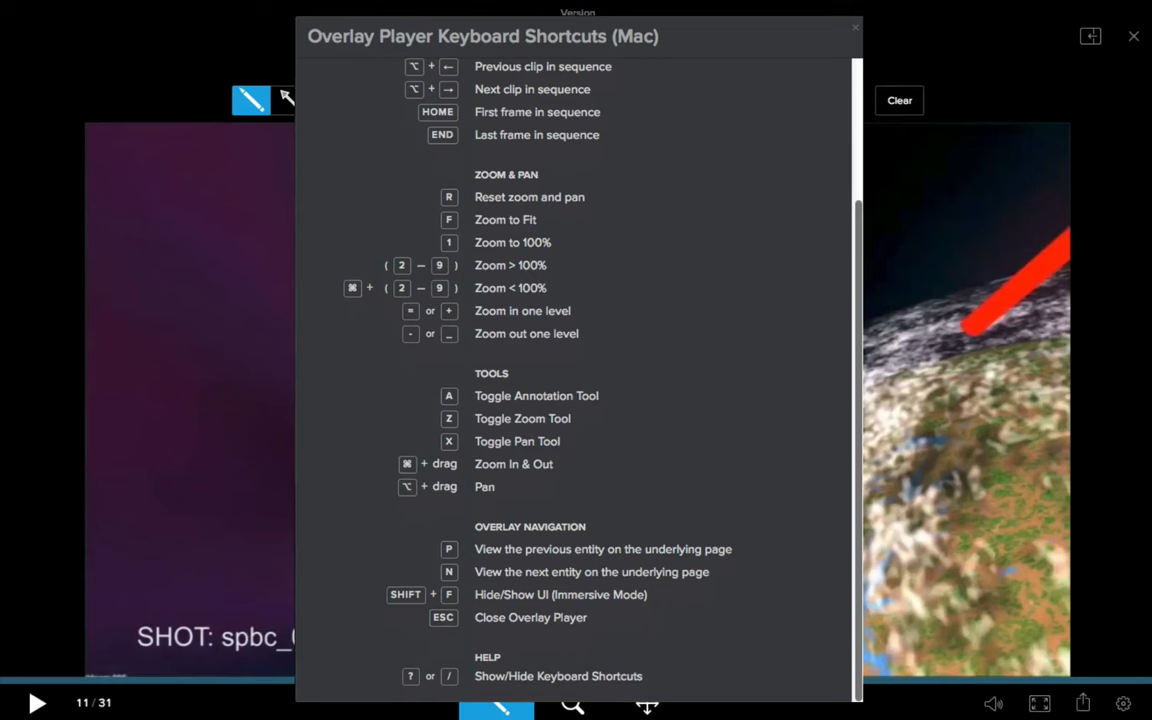 Version
Overlay Player Keyboard Shortcuts (Mac)
×
⌥ + ← Previous clip in sequence
⌥ + → Next clip in sequence
HOME First frame in sequence
END Last frame in sequence
Clear
ZOOM & PAN
R Reset zoom and pan
F Zoom to Fit
1 Zoom to 100%
( 2 – 9 ) Zoom > 100%
⌘ + ( 2 – 9 ) Zoom < 100%
= or + Zoom in one level
- or _ Zoom out one level
TOOLS
A Toggle Annotation Tool
Z Toggle Zoom Tool
X Toggle Pan Tool
⌘ + drag Zoom In & Out
⌥ + drag Pan
OVERLAY NAVIGATION
P View the previous entity on the underlying page
N View the next entity on the underlying page
SHIFT + F Hide/Show UI (Immersive Mode)
ESC Close Overlay Player
SHOT: spbc_
HELP
? or / Show/Hide Keyboard Shortcuts
11 / 31